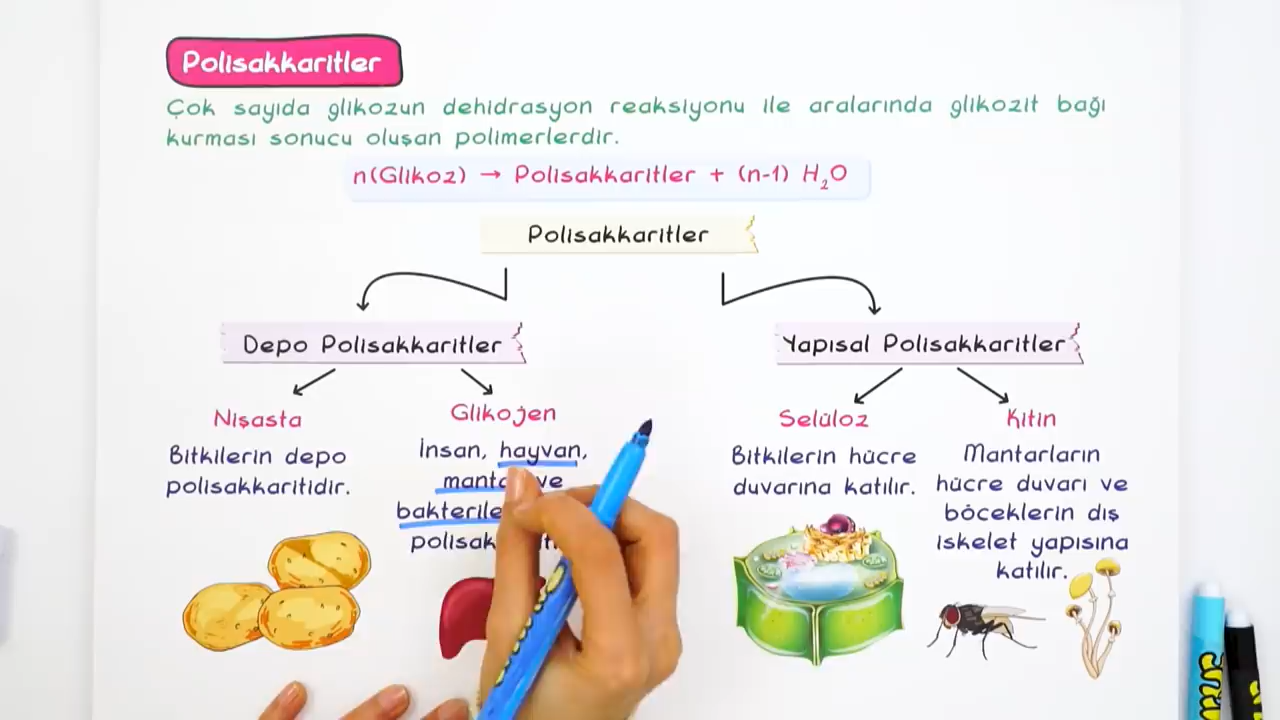 Polisakkaritler
Çok sayıda glikozun dehidrasyon reaksiyonu ile aralarında glikozit bağı
kurması sonucu oluşan polimerlerdir.
n(Glikoz) → Polisakkaritler + (n-1) H₂O
Polisakkaritler
Depo Polisakkaritler
Yapısal Polisakkaritler
Nişasta
Bitkilerin depo
polisakkaritidir.
Glikojen
İnsan, hayvan,
ve
Selüloz
Bitkilerin hücre
duvarına katılır.
Kitin
Mantarların
hücre duvarı ve
böceklerin dış
iskelet yapısına
katılır.